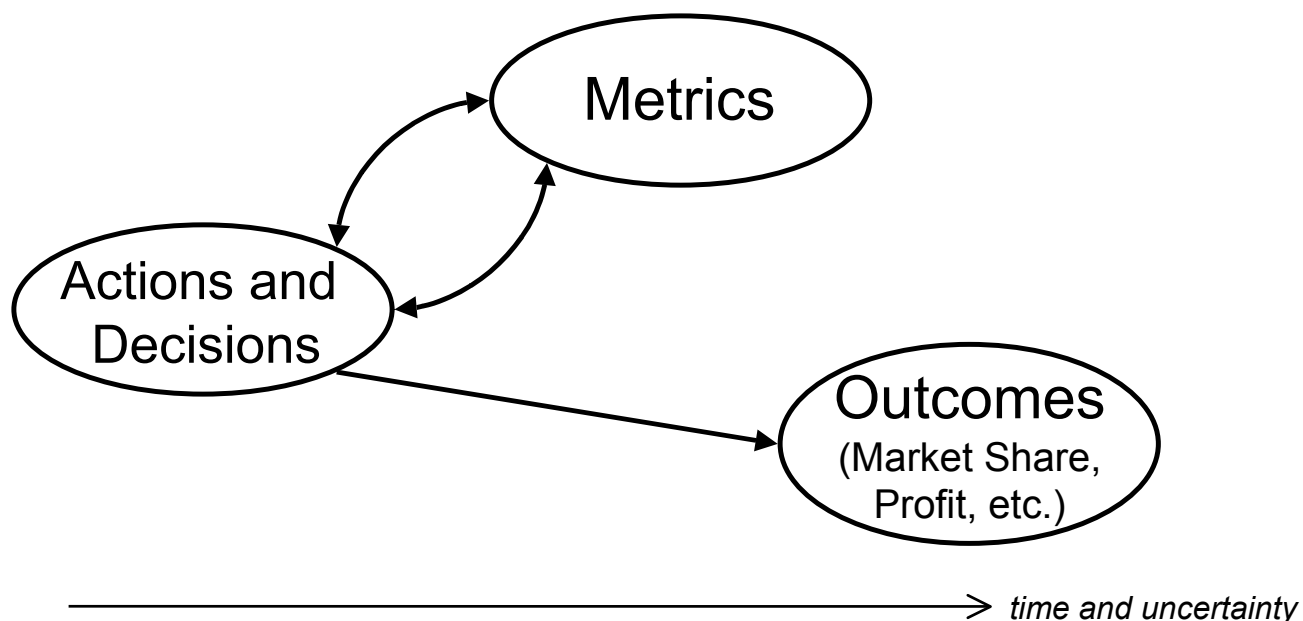 Metrics
Actions and
Decisions
Outcomes
(Market Share,
Profit, etc.)
time and uncertainty